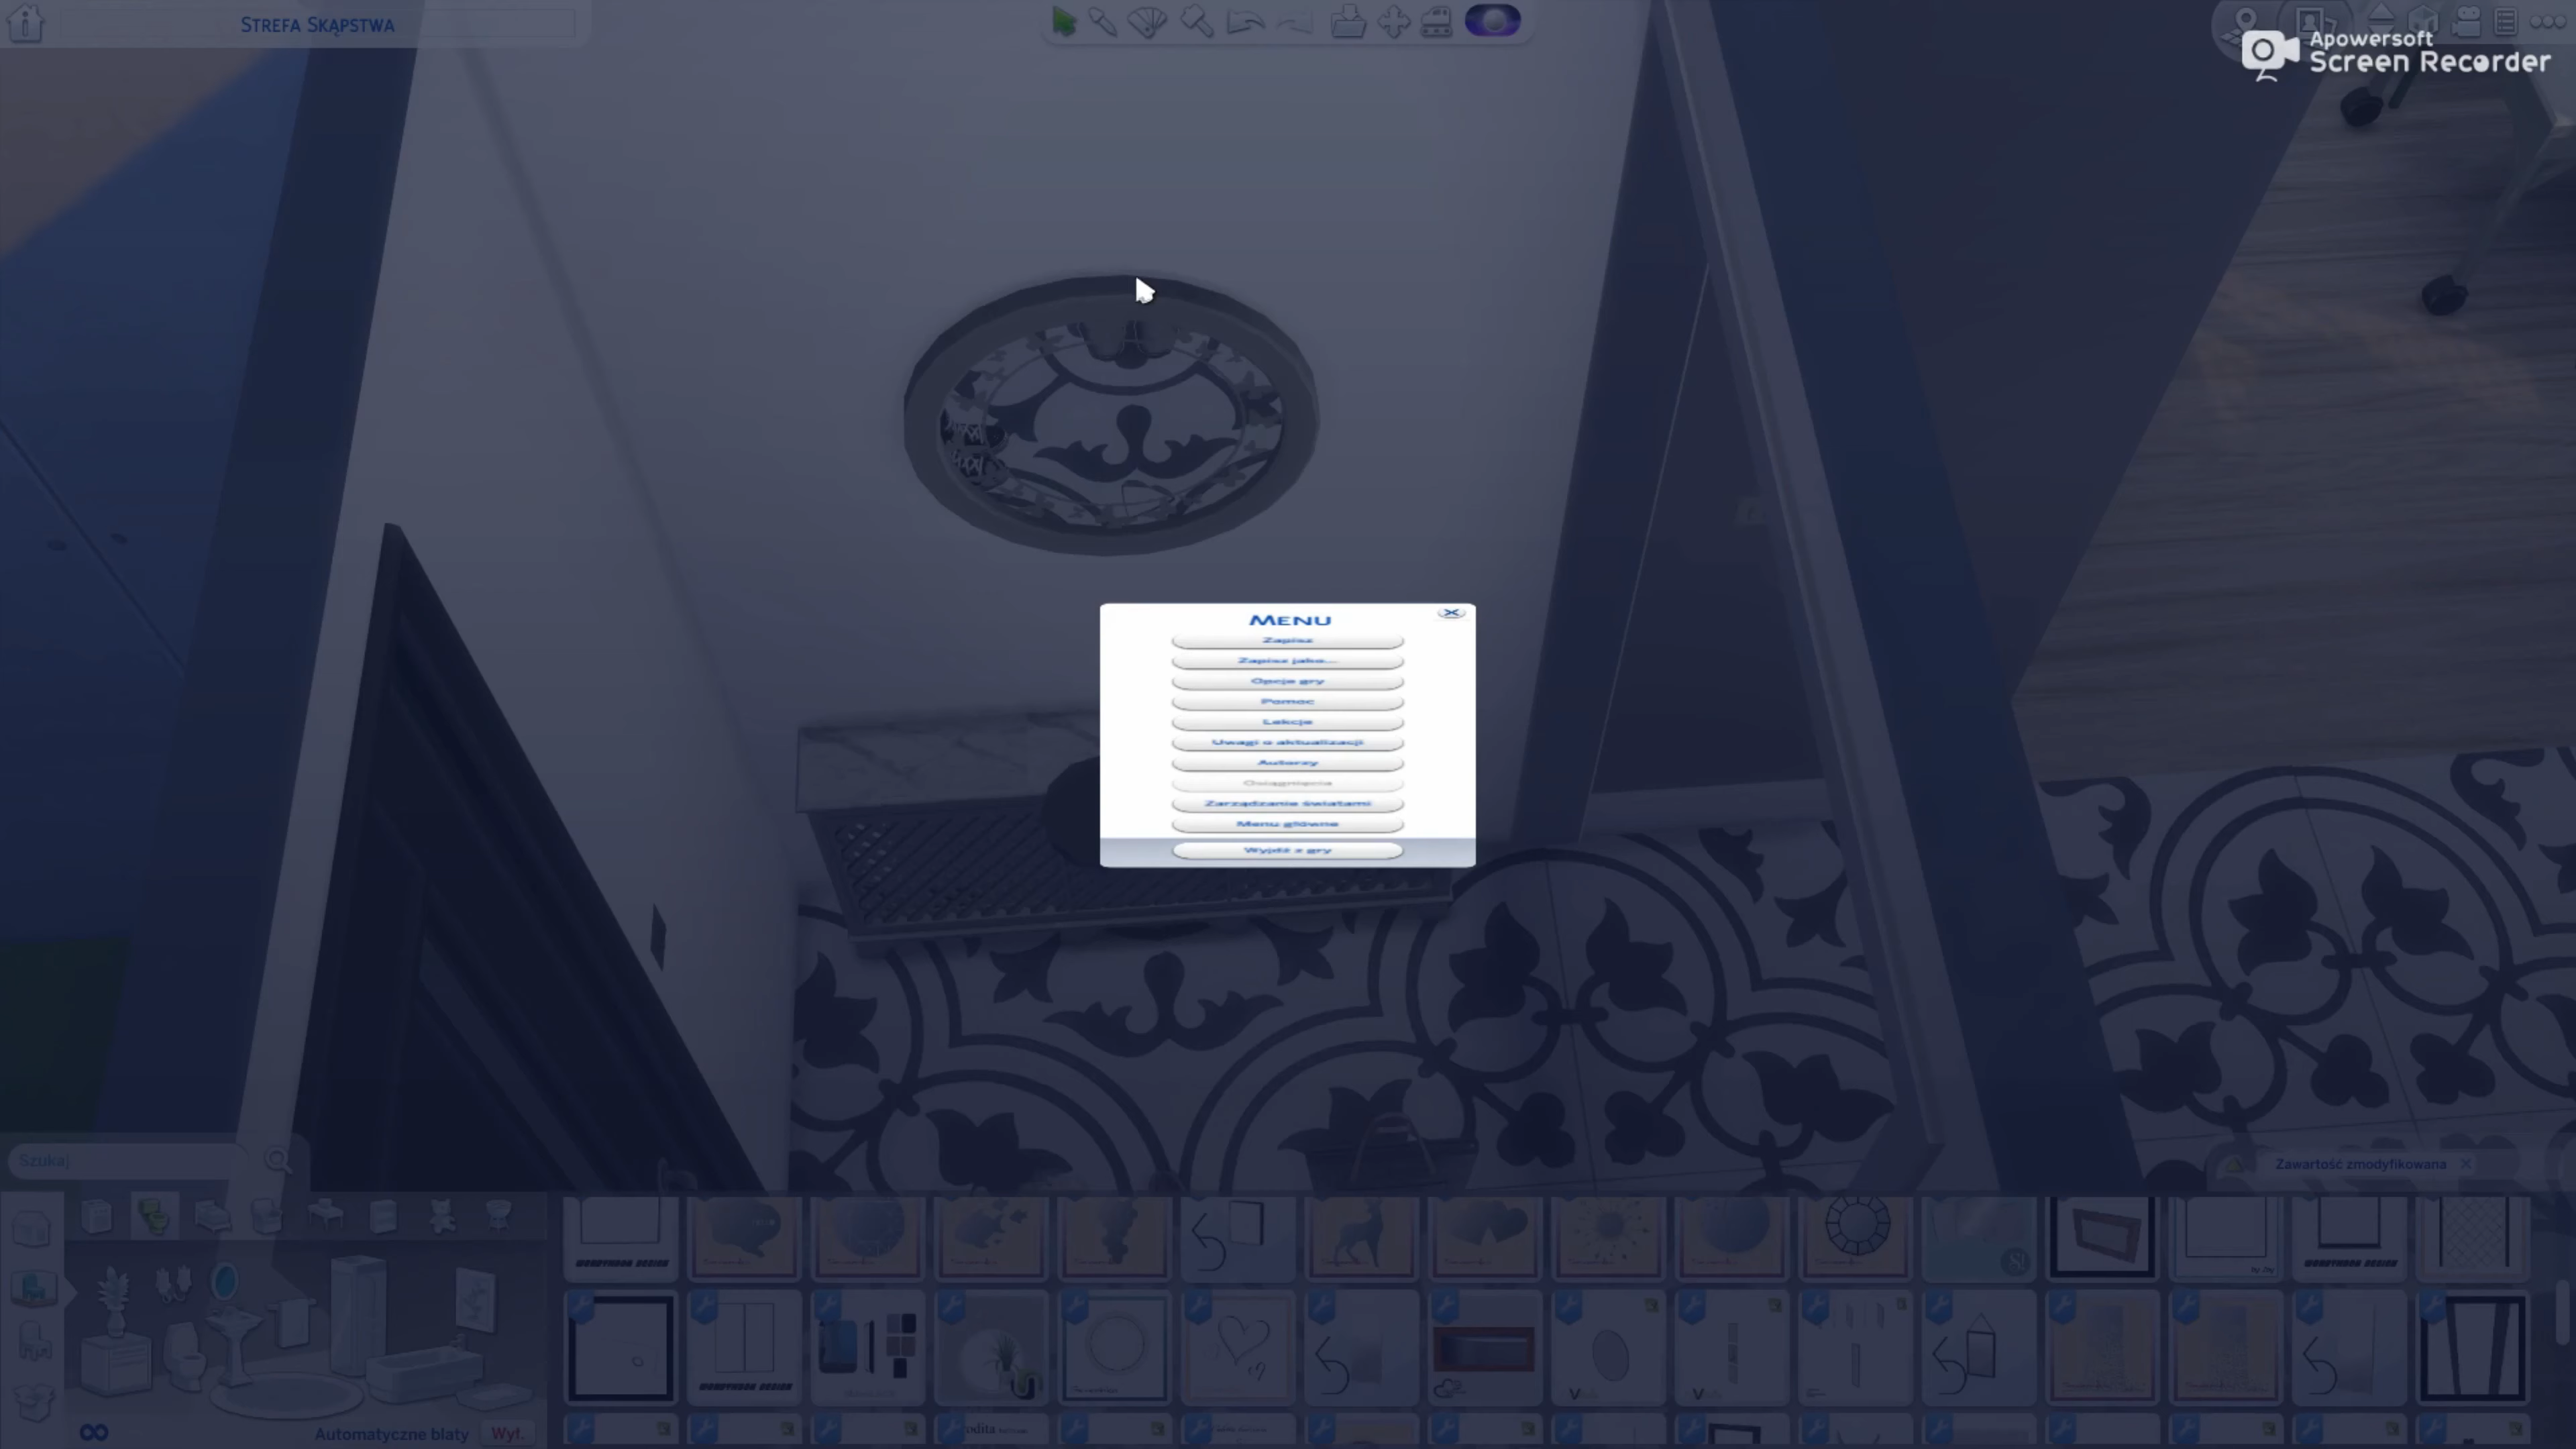 STREFA SKĄPSTWA
Apowersoft
Screen Recorder
MENU
Zapisz
Zapisz jako...
Opcje gry
Pomoc
Lekcje
Uwagi o aktualizacji
Autorzy
Osiągnięcia
Zarządzanie światami
Menu główne
Wyjdź z gry
Szukaj
Zawartość zmodyfikowana
Automatyczne blaty
Wył.